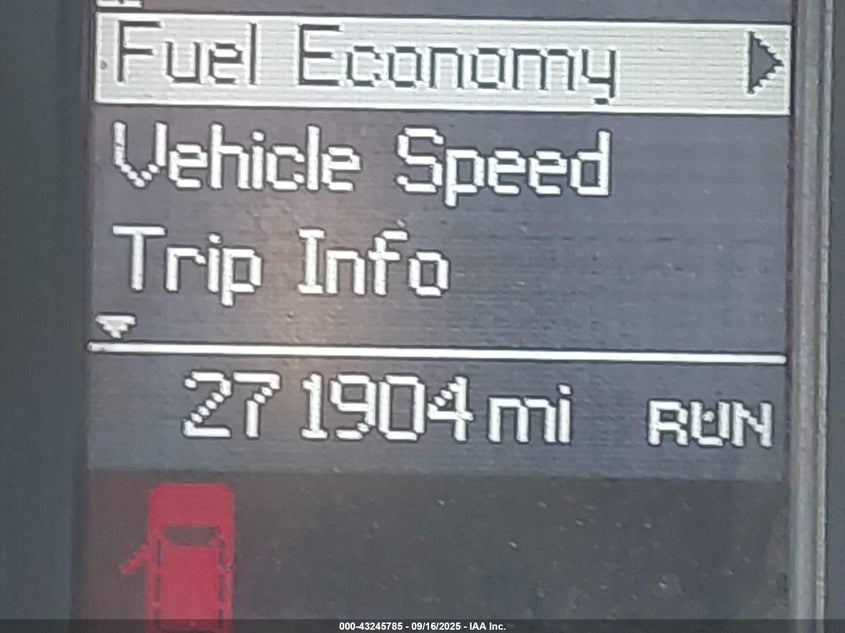 Fuel Economy
Vehicle Speed
Trip Info
271904 mi RUN
000-43245785 - 09/16/2025 - IAA Inc.